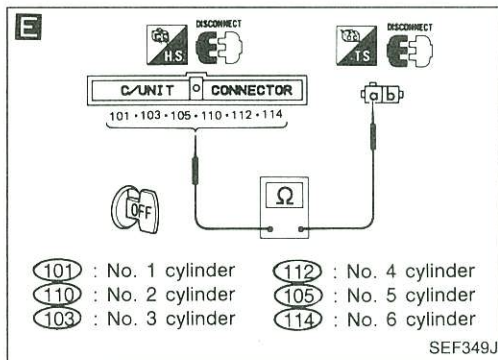 E
DISCONNECT
DISCONNECT
H.S.
T.S
C/UNIT CONNECTOR
a b
101・103・105・110・112・114
OFF
Ω
101 : No. 1 cylinder
112 : No. 4 cylinder
110 : No. 2 cylinder
105 : No. 5 cylinder
103 : No. 3 cylinder
114 : No. 6 cylinder
SEF349J